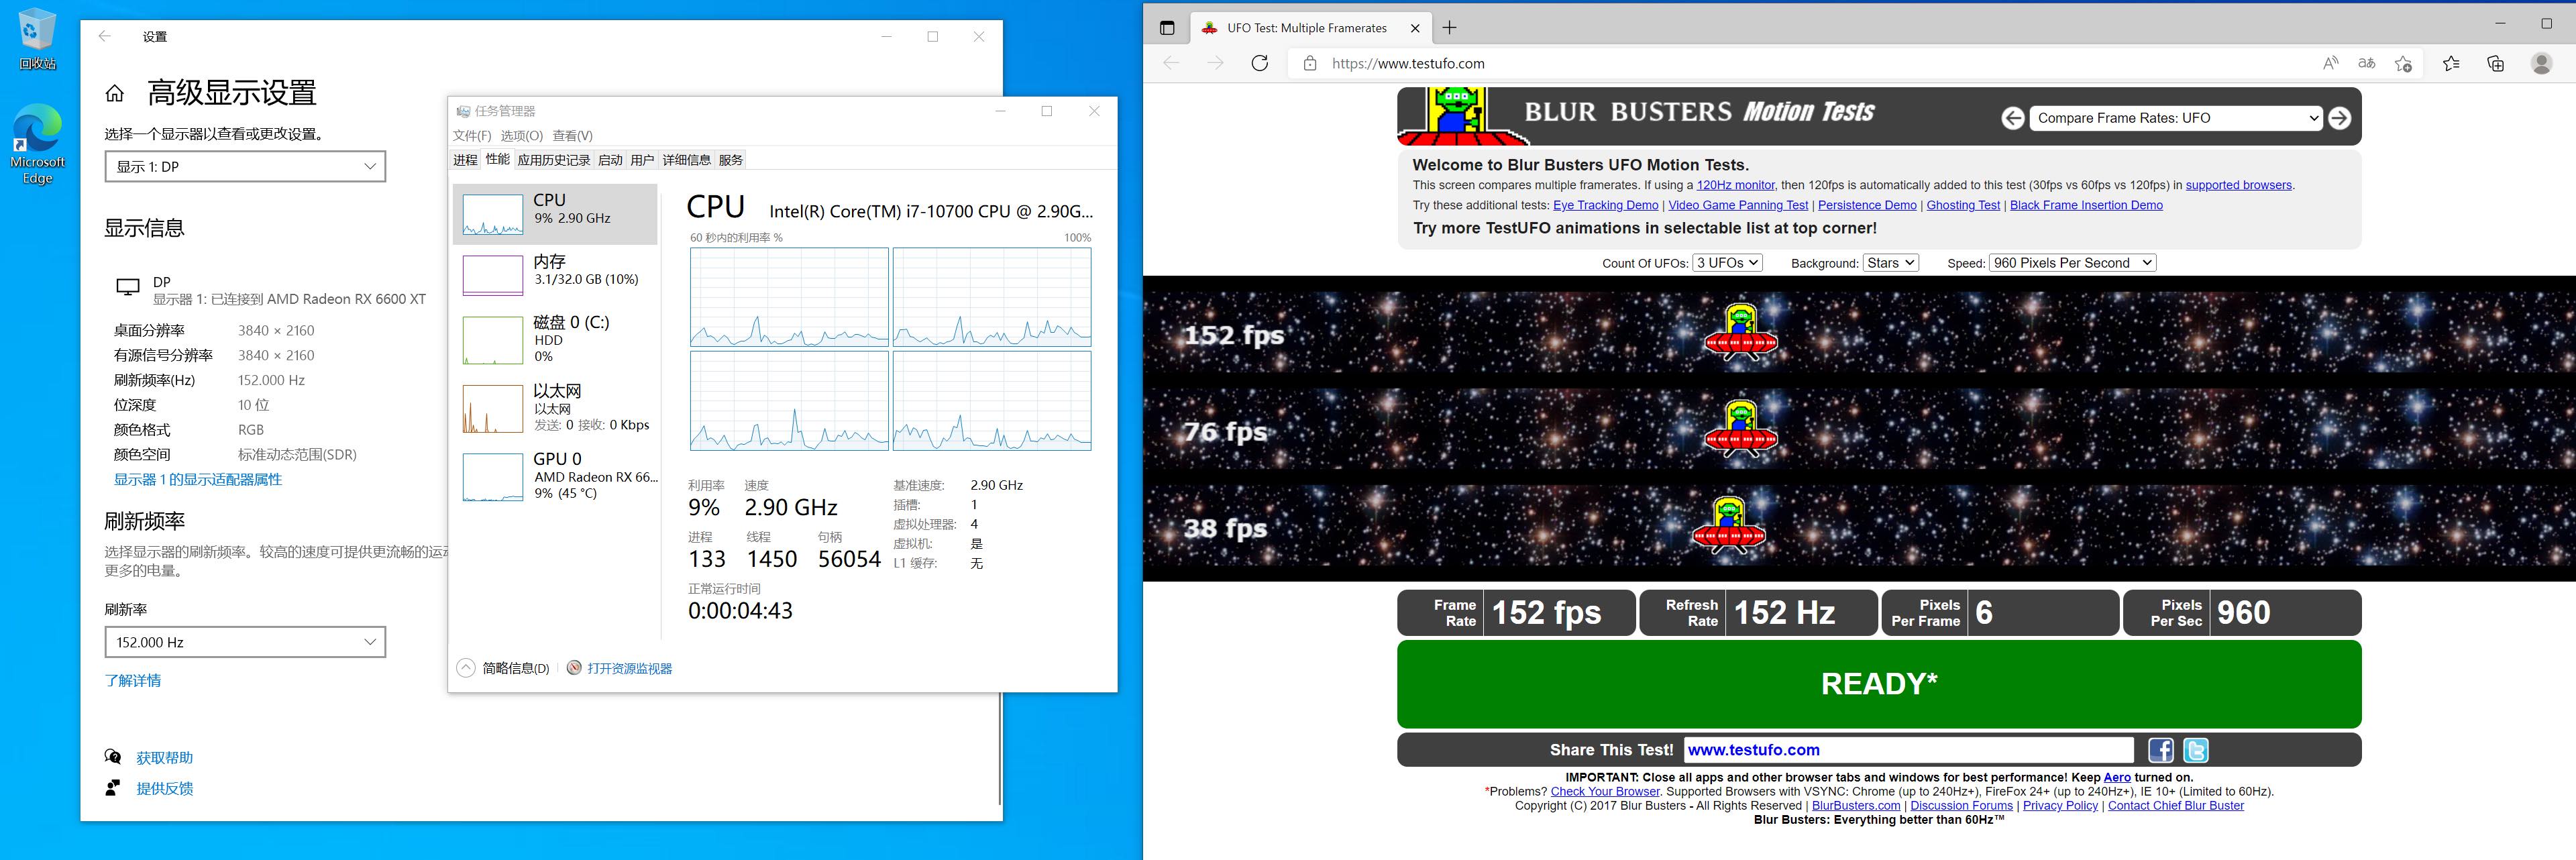 回收站
Microsoft
Edge
设置
高级显示设置
选择一个显示器以查看或更改设置。
显示 1: DP
显示信息
DP
显示器 1: 已连接到 AMD Radeon RX 6600 XT
桌面分辨率 3840 × 2160
有源信号分辨率 3840 × 2160
刷新频率(Hz) 152.000 Hz
位深度 10 位
颜色格式 RGB
颜色空间 标准动态范围(SDR)
显示器 1 的显示适配器属性
刷新频率
选择显示器的刷新频率。较高的速度可提供更流畅的运动
更多的电量。
刷新率
152.000 Hz
了解详情
获取帮助
提供反馈
任务管理器
文件(F) 选项(O) 查看(V)
进程 性能 应用历史记录 启动 用户 详细信息 服务
CPU
9% 2.90 GHz
内存
3.1/32.0 GB (10%)
磁盘 0 (C:)
HDD
0%
以太网
以太网
发送: 0 接收: 0 Kbps
GPU 0
AMD Radeon RX 66...
9% (45 °C)
CPU Intel(R) Core(TM) i7-10700 CPU @ 2.90G...
60 秒内的利用率 % 100%
利用率 速度
9% 2.90 GHz
进程 线程 句柄
133 1450 56054
正常运行时间
0:00:04:43
基准速度: 2.90 GHz
插槽: 1
虚拟处理器: 4
虚拟机: 是
L1 缓存: 无
简略信息(D) 打开资源监视器
UFO Test: Multiple Framerates
https://www.testufo.com
BLUR BUSTERS Motion Tests
Compare Frame Rates: UFO
Welcome to Blur Busters UFO Motion Tests.
This screen compares multiple framerates. If using a 120Hz monitor, then 120fps is automatically added to this test (30fps vs 60fps vs 120fps) in supported browsers.
Try these additional tests: Eye Tracking Demo | Video Game Panning Test | Persistence Demo | Ghosting Test | Black Frame Insertion Demo
Try more TestUFO animations in selectable list at top corner!
Count Of UFOs: 3 UFOs Background: Stars Speed: 960 Pixels Per Second
152 fps
76 fps
38 fps
Frame Rate 152 fps Refresh Rate 152 Hz Pixels Per Frame 6 Pixels Per Sec 960
READY*
Share This Test! www.testufo.com
IMPORTANT: Close all apps and other browser tabs and windows for best performance! Keep Aero turned on.
*Problems? Check Your Browser. Supported Browsers with VSYNC: Chrome (up to 240Hz+), FireFox 24+ (up to 240Hz+), IE 10+ (Limited to 60Hz).
Copyright (C) 2017 Blur Busters - All Rights Reserved | BlurBusters.com | Discussion Forums | Privacy Policy | Contact Chief Blur Buster
Blur Busters: Everything better than 60Hz™